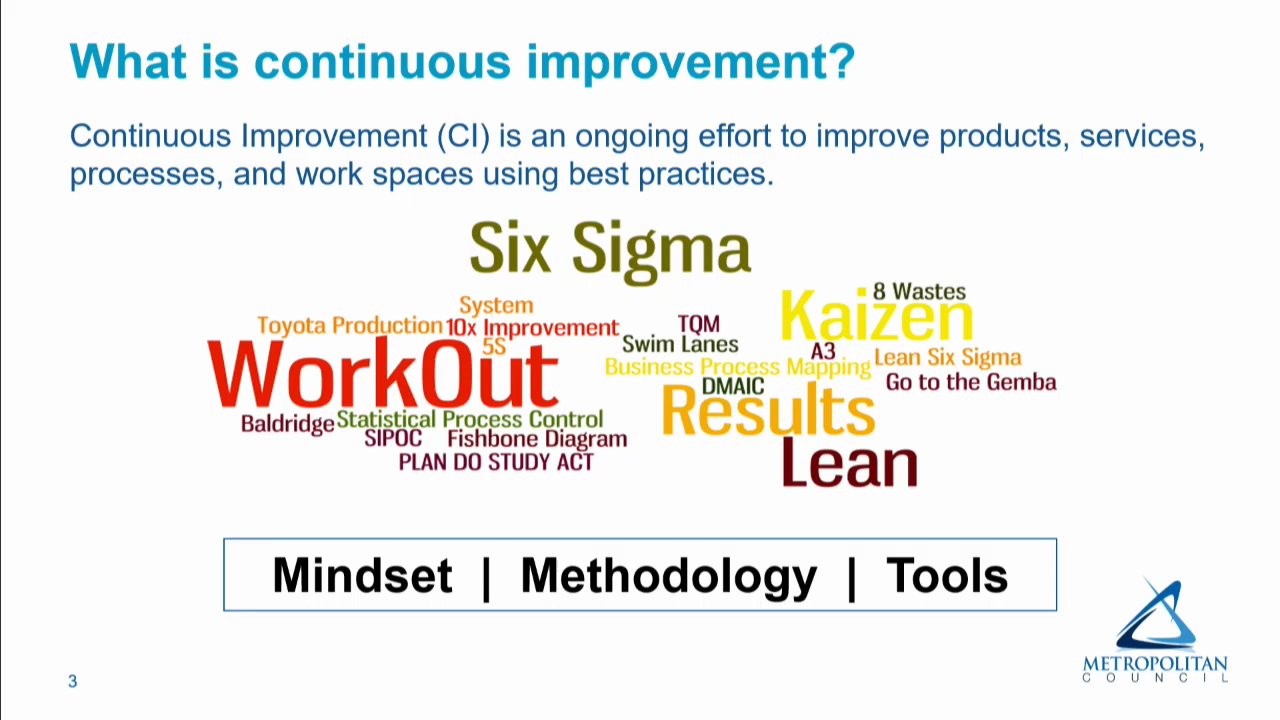 What is continuous improvement?
Continuous Improvement (CI) is an ongoing effort to improve products, services,
processes, and work spaces using best practices.
Six Sigma
8 Wastes
Kaizen
System
Toyota Production
10x Improvement
5S
WorkOut
TQM
Swim Lanes
A3
Lean Six Sigma
Business Process Mapping
Go to the Gemba
DMAIC
Results
Baldridge
Statistical Process Control
SIPOC
Fishbone Diagram
PLAN DO STUDY ACT
Lean
Mindset | Methodology | Tools
METROPOLITAN
COUNCIL
3